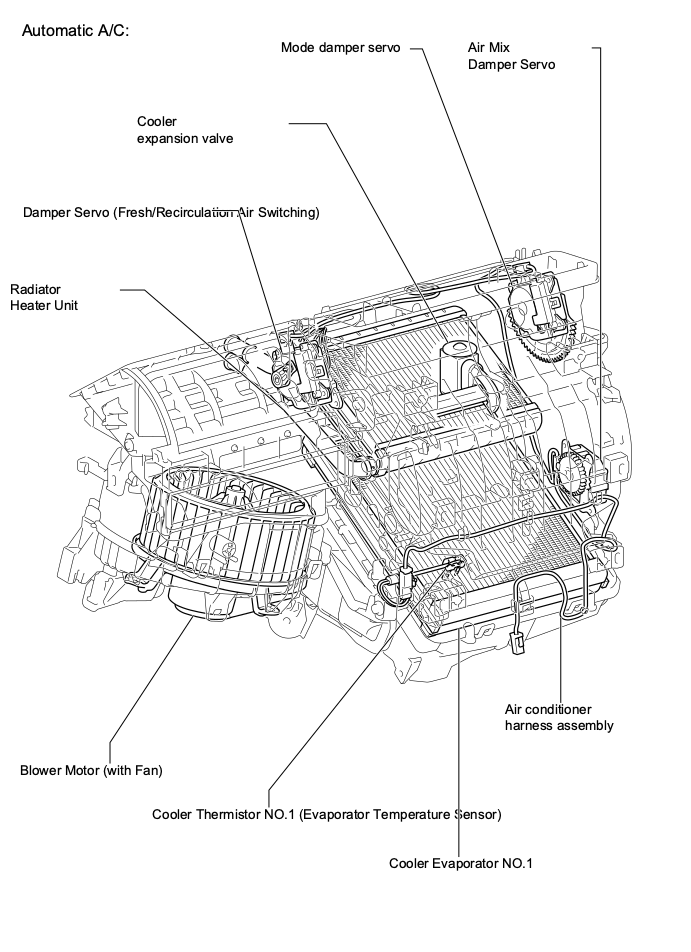 Automatic A/C:
Mode damper servo
Air Mix
Damper Servo
Cooler
expansion valve
Damper Servo (Fresh/Recirculation Air Switching)
Radiator
Heater Unit
Air conditioner
harness assembly
Blower Motor (with Fan)
Cooler Thermistor NO.1 (Evaporator Temperature Sensor)
Cooler Evaporator NO.1